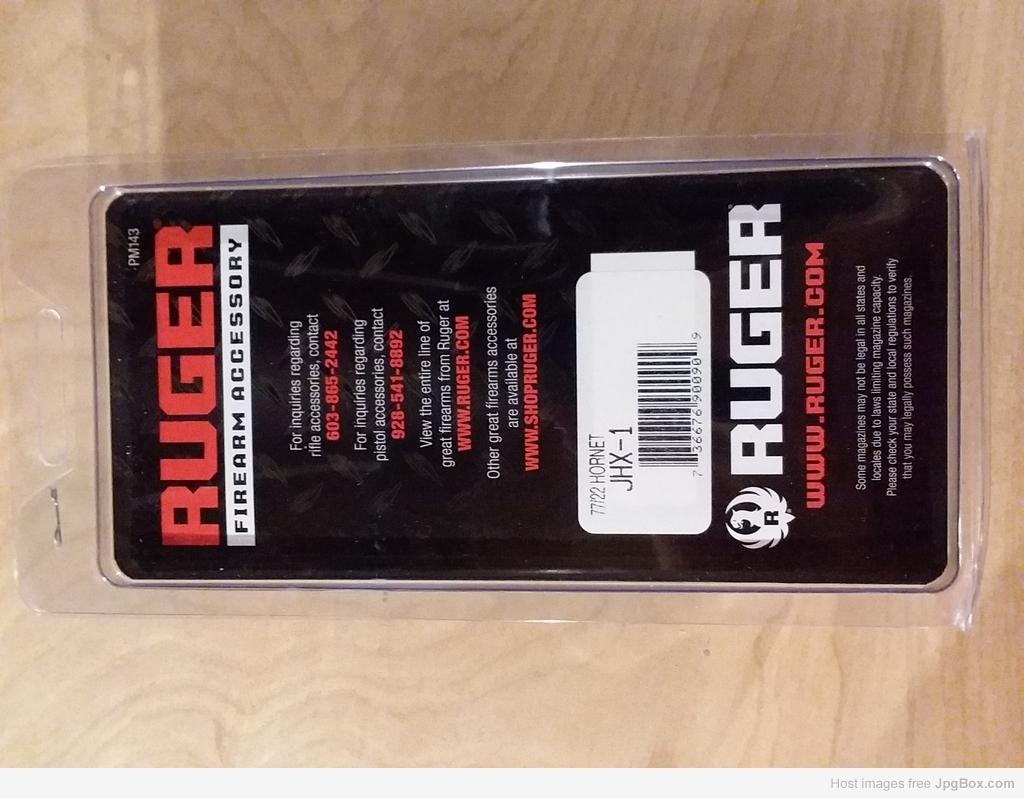 PM143
RUGER®
FIREARM ACCESSORY
For inquiries regarding
rifle accessories, contact
603-865-2442
For inquiries regarding
pistol accessories, contact
928-541-8892
View the entire line of
great firearms from Ruger at
WWW.RUGER.COM
Other great firearms accessories
are available at
WWW.SHOPRUGER.COM
77/22 HORNET
JHX-1
7 36676 90090 9
R
RUGER®
WWW.RUGER.COM
Some magazines may not be legal in all states and
locales due to laws limiting magazine capacity.
Please check your state and local regulations to verify
that you may legally possess such magazines.
Host images free JpgBox.com